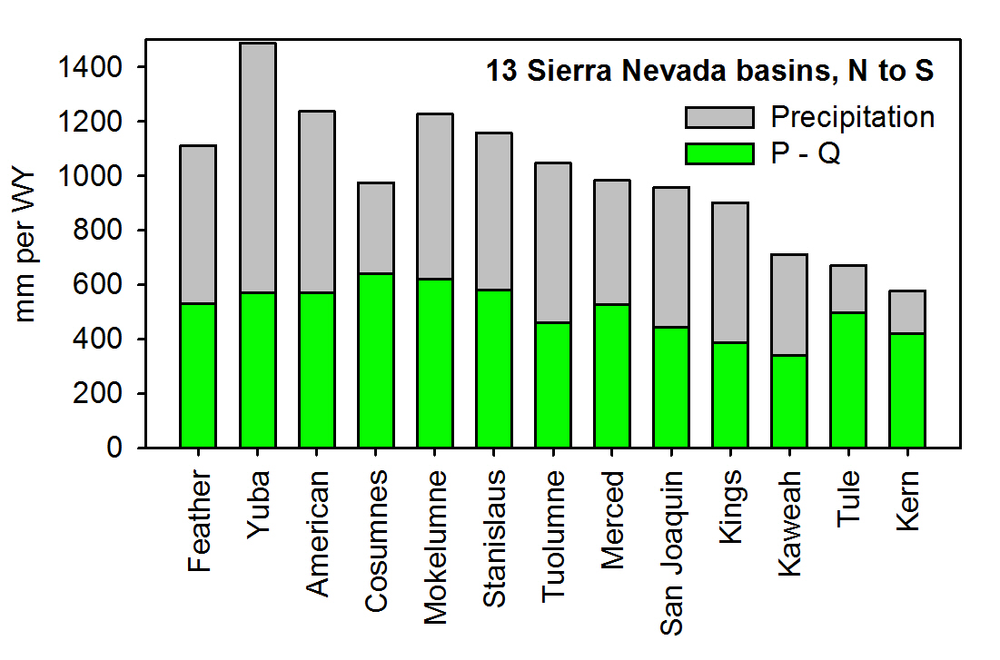 13 Sierra Nevada basins, N to S
Precipitation
P - Q
mm per WY
1400
1200
1000
800
600
400
200
0
Feather
Yuba
American
Cosumnes
Mokelumne
Stanislaus
Tuolumne
Merced
San Joaquin
Kings
Kaweah
Tule
Kern